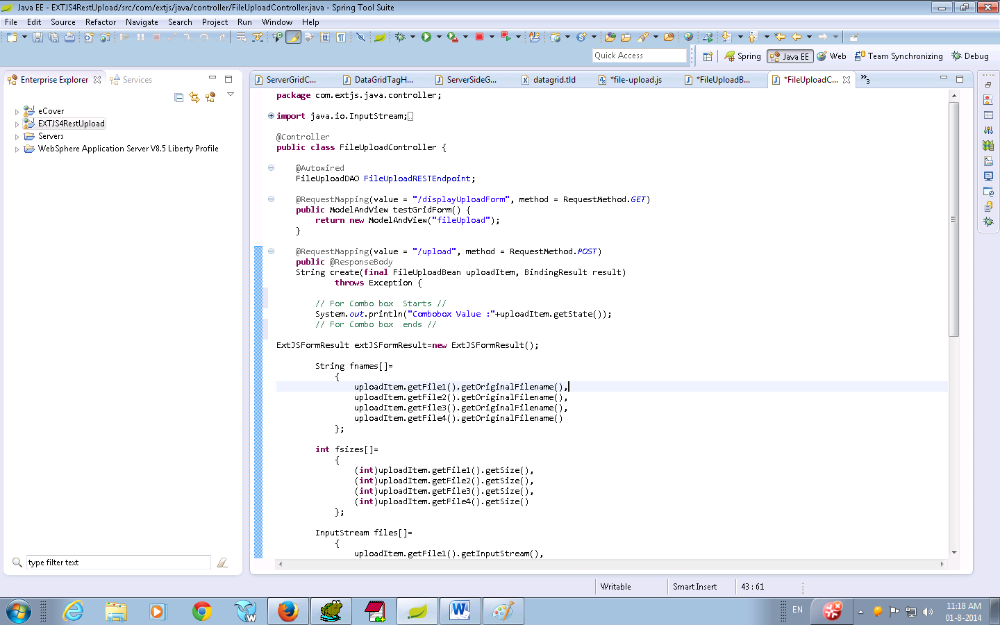 Java EE - EXTJS4RestUpload/src/com/extjs/java/controller/FileUploadController.java - Spring Tool Suite
File Edit Source Refactor Navigate Search Project Run Window Help
Quick Access
Spring Java EE Web Team Synchronizing Debug
Enterprise Explorer Services
ServerGridC... DataGridTagH... ServerSideG... datagrid.tld *file-upload.js *FileUploadB... *FileUploadC... »3
eCover
EXTJS4RestUpload
Servers
WebSphere Application Server V8.5 Liberty Profile
type filter text
package com.extjs.java.controller;
import java.io.InputStream;
@Controller
public class FileUploadController {
@Autowired
FileUploadDAO FileUploadRESTEndpoint;
@RequestMapping(value = "/displayUploadForm", method = RequestMethod.GET)
public ModelAndView testGridForm() {
return new ModelAndView("fileUpload");
}
@RequestMapping(value = "/upload", method = RequestMethod.POST)
public @ResponseBody
String create(final FileUploadBean uploadItem, BindingResult result)
throws Exception {
// For Combo box  Starts //
System.out.println("Combobox Value :"+uploadItem.getState());
// For Combo box  ends //
ExtJSFormResult extJSFormResult=new ExtJSFormResult();
String fnames[]=
{
uploadItem.getFile1().getOriginalFilename(),
uploadItem.getFile2().getOriginalFilename(),
uploadItem.getFile3().getOriginalFilename(),
uploadItem.getFile4().getOriginalFilename()
};
int fsizes[]=
{
(int)uploadItem.getFile1().getSize(),
(int)uploadItem.getFile2().getSize(),
(int)uploadItem.getFile3().getSize(),
(int)uploadItem.getFile4().getSize()
};
InputStream files[]=
{
uploadItem.getFile1().getInputStream(),
Writable Smart Insert 43 : 61
EN
11:18 AM
01-8-2014